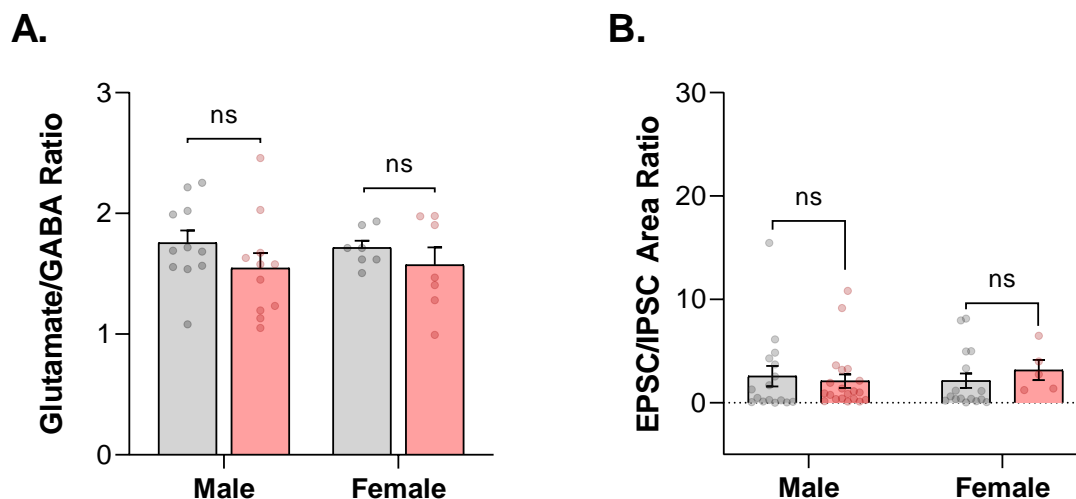 A.
Glutamate/GABA Ratio
3
2
1
0
ns
ns
Male
Female
B.
EPSC/IPSC Area Ratio
30
20
10
0
ns
ns
Male
Female